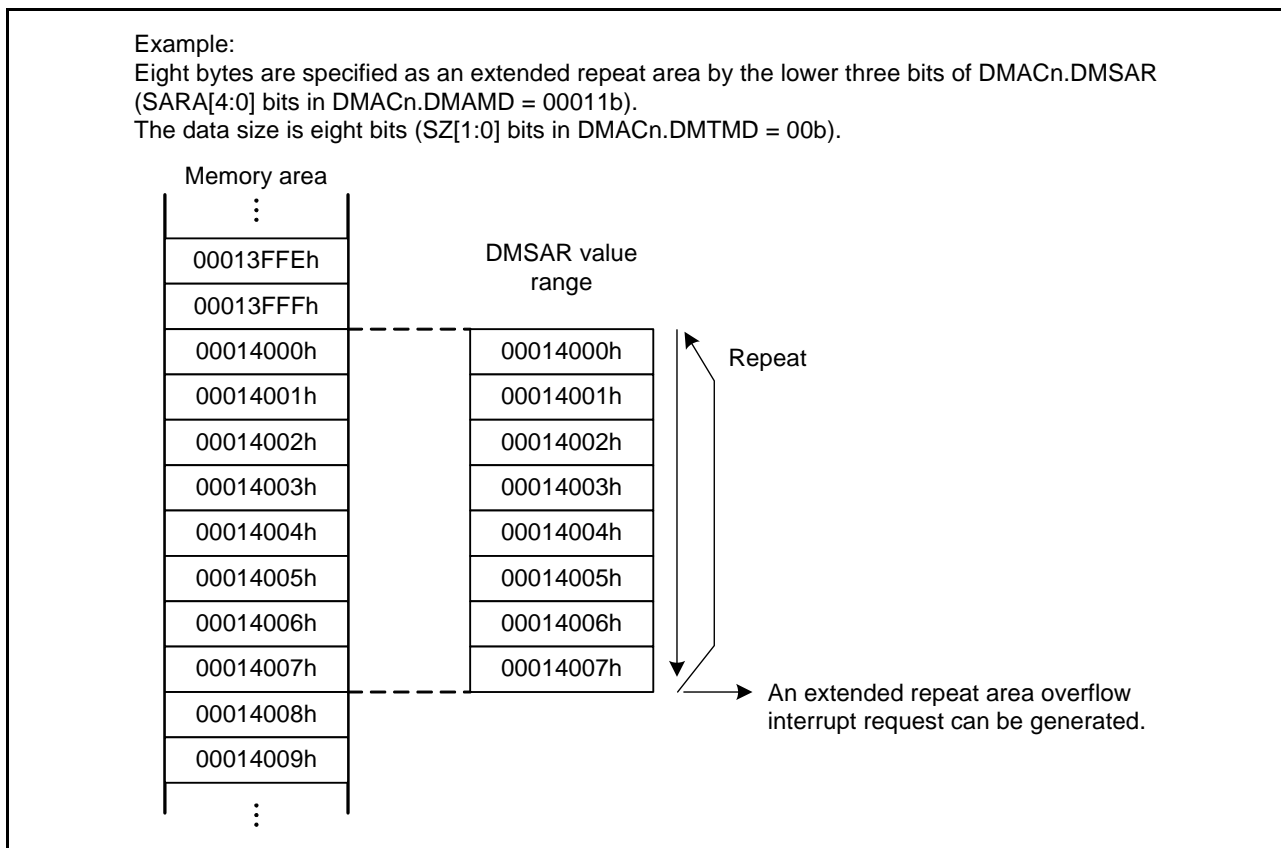 Example:
Eight bytes are specified as an extended repeat area by the lower three bits of DMACn.DMSAR
(SARA[4:0] bits in DMACn.DMAMD = 00011b).
The data size is eight bits (SZ[1:0] bits in DMACn.DMTMD = 00b).
Memory area
⋮
00013FFEh
00013FFFh
00014000h
00014001h
00014002h
00014003h
00014004h
00014005h
00014006h
00014007h
00014008h
00014009h
⋮
DMSAR value
range
00014000h
00014001h
00014002h
00014003h
00014004h
00014005h
00014006h
00014007h
Repeat
An extended repeat area overflow
interrupt request can be generated.